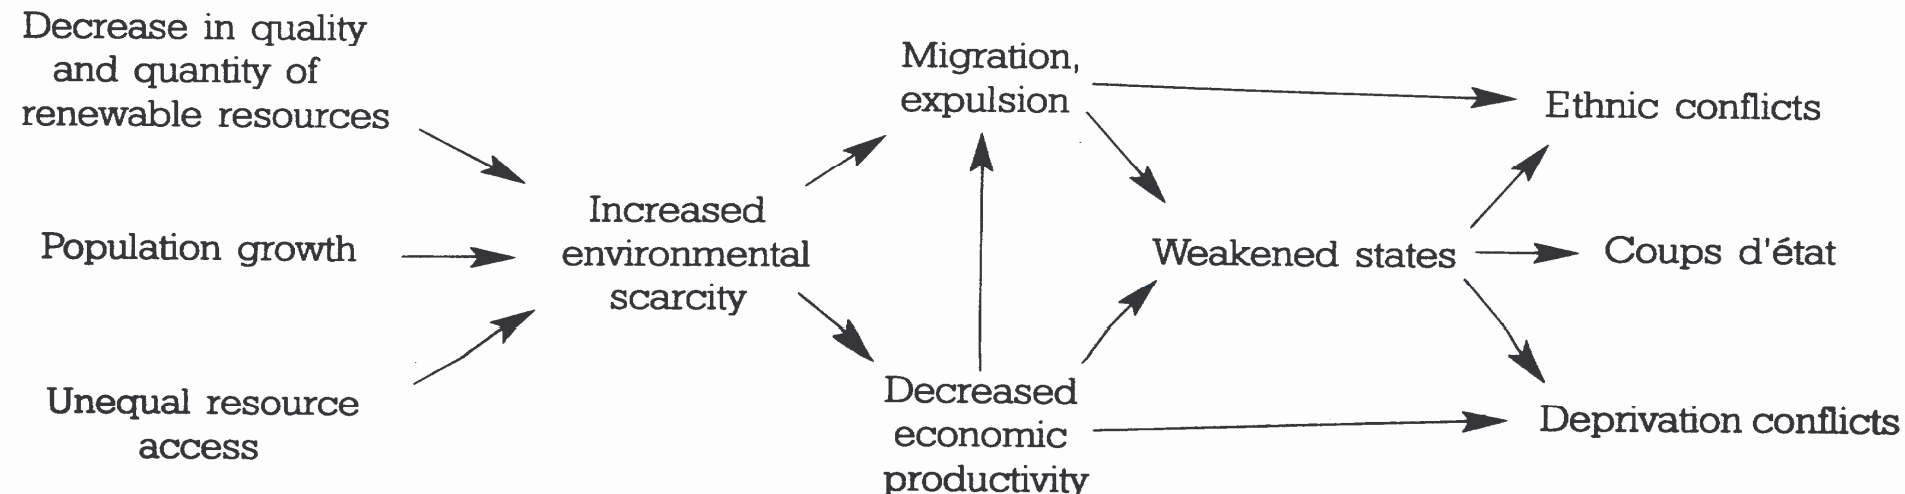 Decrease in quality
and quantity of
renewable resources
Population growth
Unequal resource
access
Increased
environmental
scarcity
Migration,
expulsion
Decreased
economic
productivity
Weakened states
Ethnic conflicts
Coups d'état
Deprivation conflicts